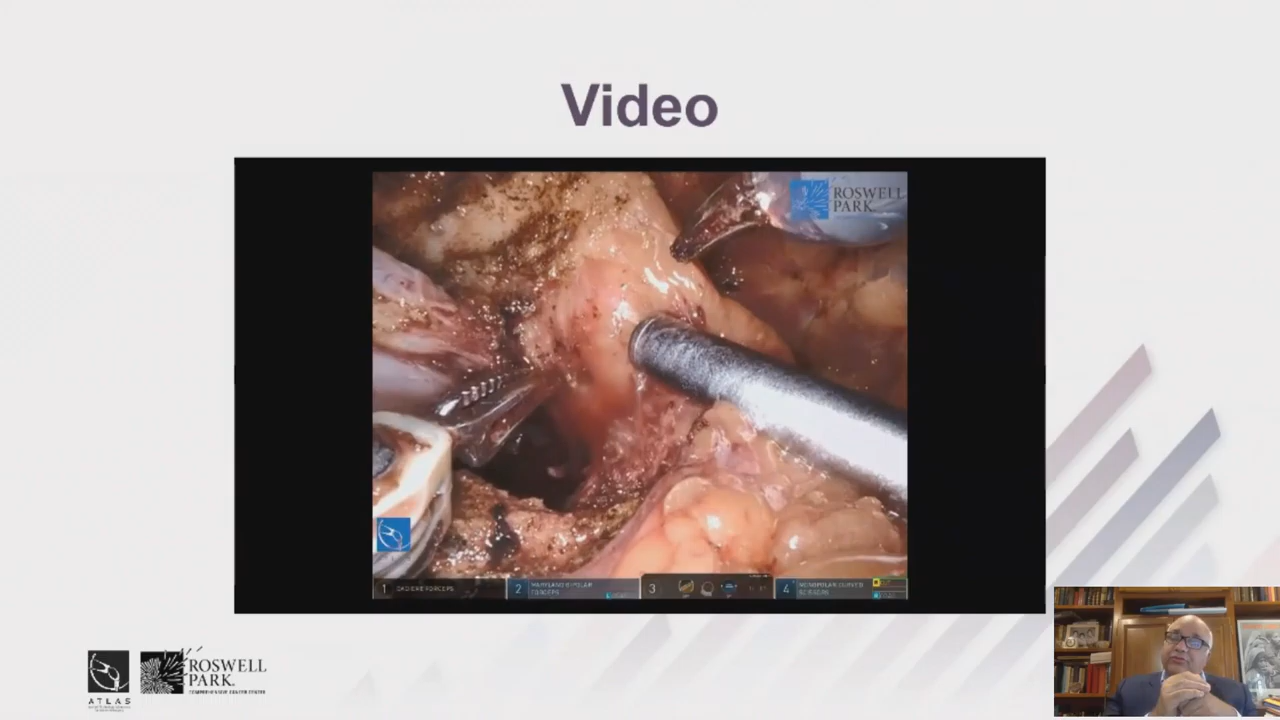 Video
ROSWELL
PARK.
1 CADIERE FORCEPS
2 MARYLAND BIPOLAR
FORCEPS
3
4 MONOPOLAR CURVED
SCISSORS
ATLAS
ROSWELL
PARK.
COMPREHENSIVE CANCER CENTER